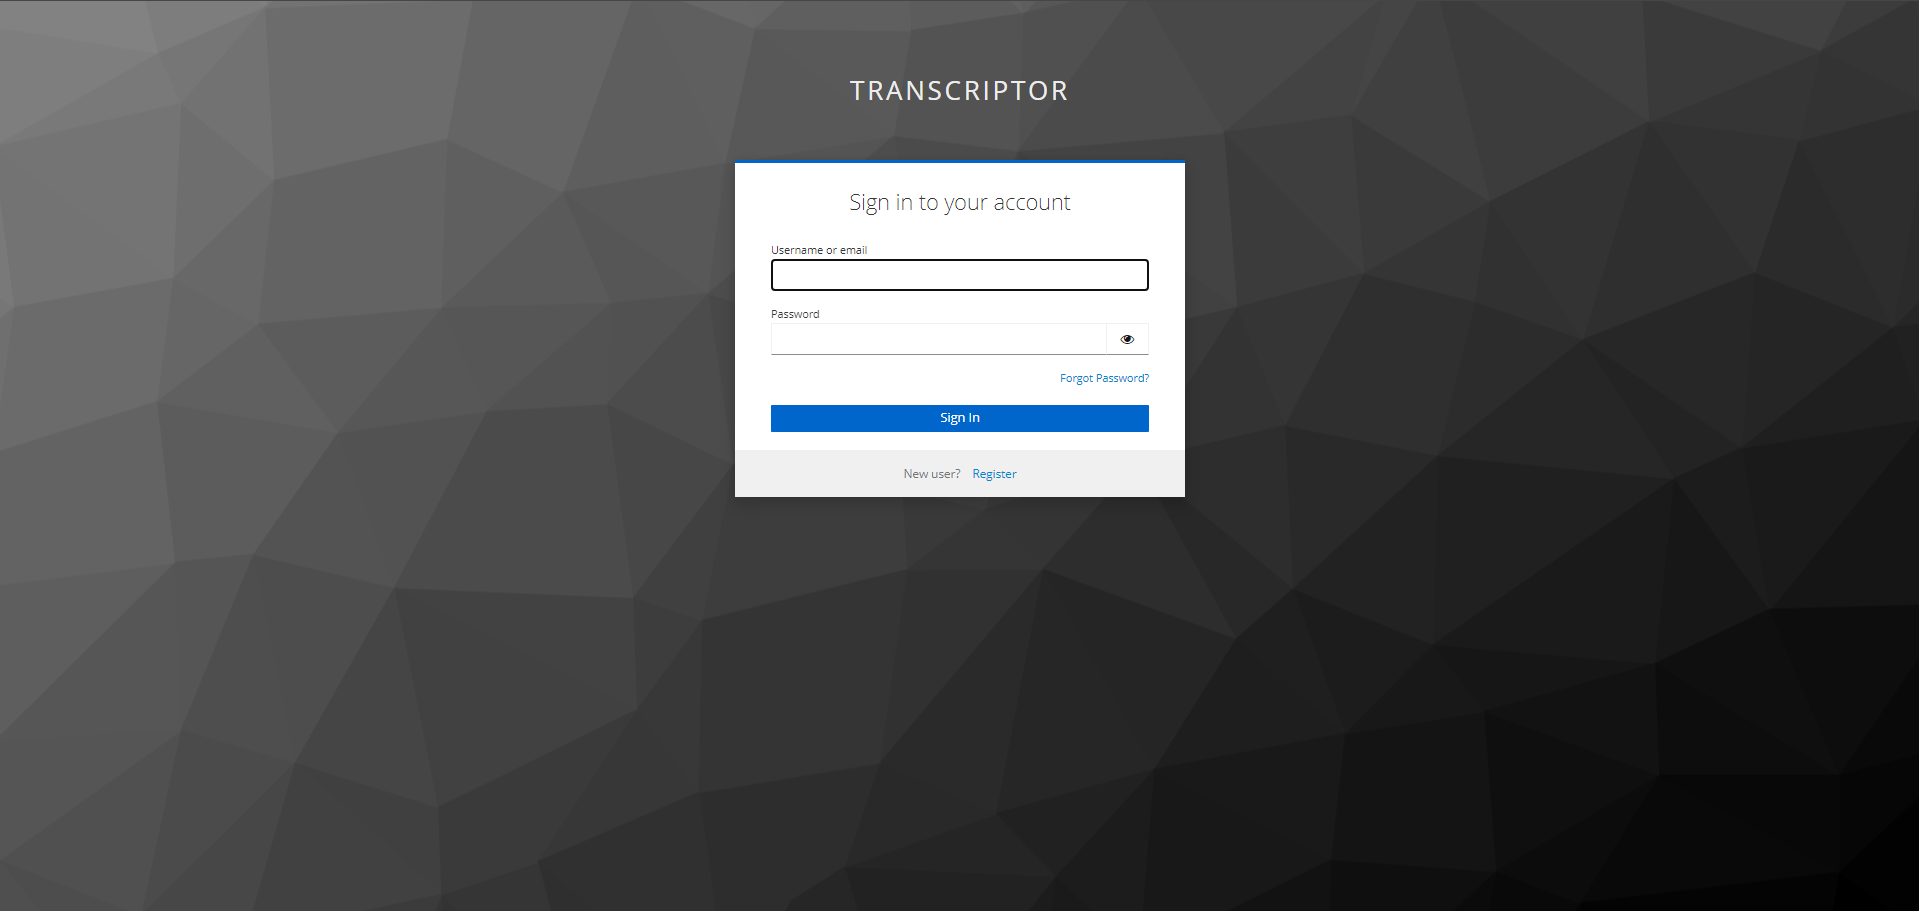 TRANSCRIPTOR
Sign in to your account
Username or email
Password
Forgot Password?
Sign In
New user? Register